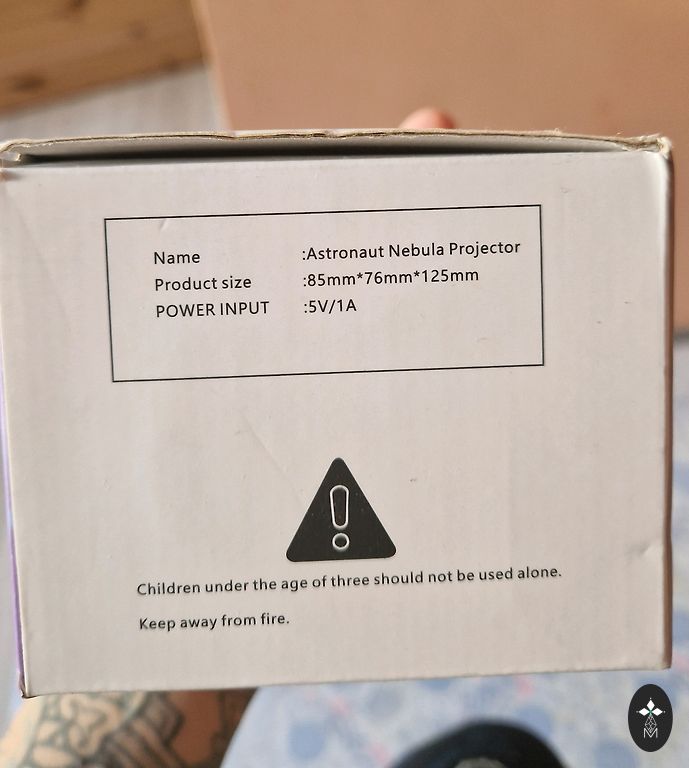 Name :Astronaut Nebula Projector
Product size :85mm*76mm*125mm
POWER INPUT :5V/1A
Children under the age of three should not be used alone.
Keep away from fire.